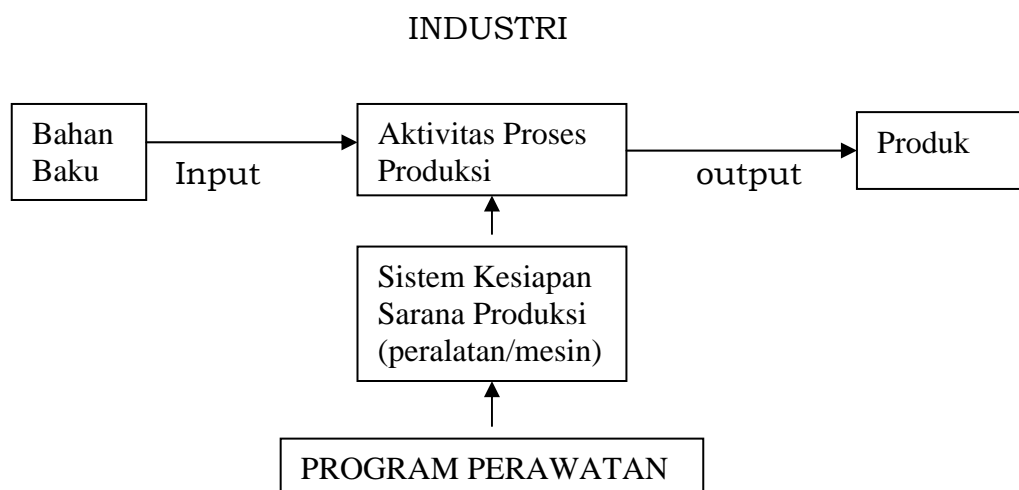 INDUSTRI
Bahan
Baku
Input
Aktivitas Proses
Produksi
output
Produk
Sistem Kesiapan
Sarana Produksi
(peralatan/mesin)
PROGRAM PERAWATAN